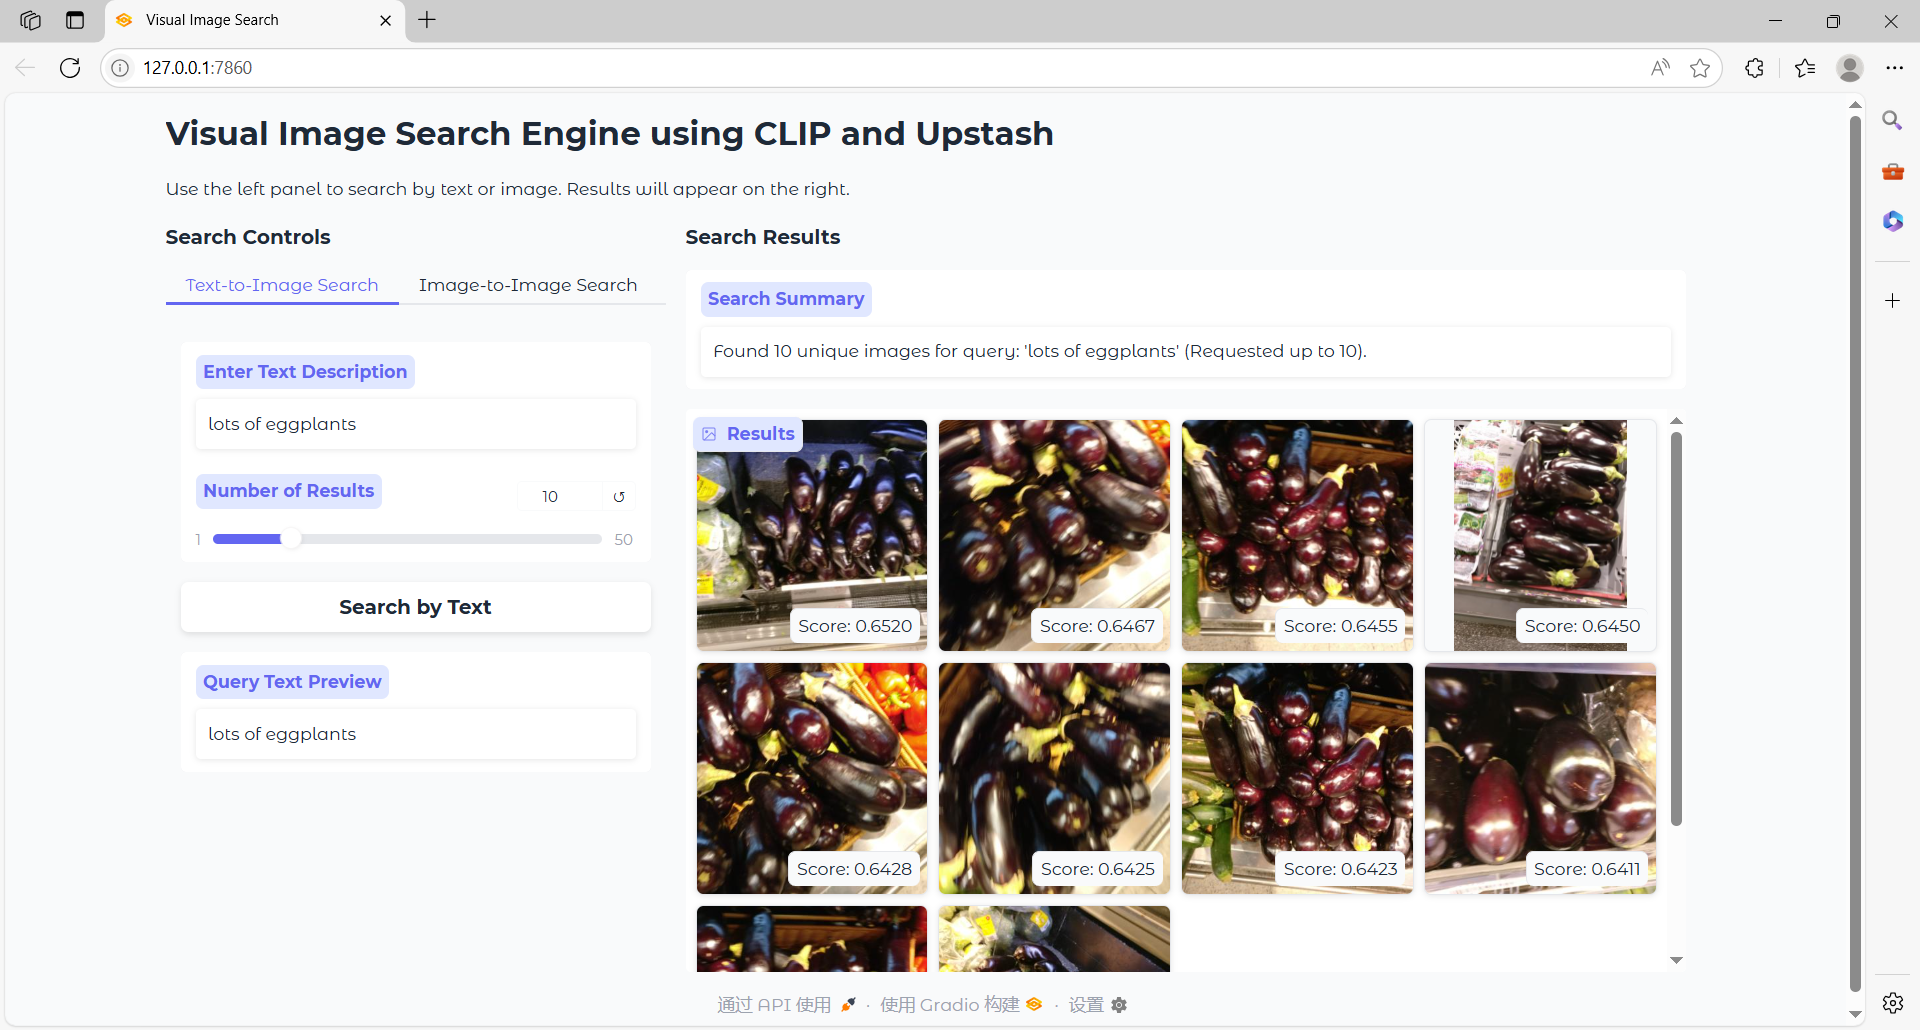 Visual Image Search
127.0.0.1:7860
Visual Image Search Engine using CLIP and Upstash
Use the left panel to search by text or image. Results will appear on the right.
Search Controls
Text-to-Image Search
Image-to-Image Search
Enter Text Description
lots of eggplants
Number of Results
10
1
50
Search by Text
Query Text Preview
lots of eggplants
Search Results
Search Summary
Found 10 unique images for query: 'lots of eggplants' (Requested up to 10).
Results
Score: 0.6520
Score: 0.6467
Score: 0.6455
Score: 0.6450
Score: 0.6428
Score: 0.6425
Score: 0.6423
Score: 0.6411
通过 API 使用 · 使用 Gradio 构建 · 设置